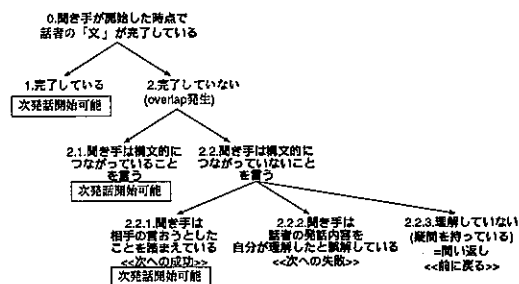 0.聞き手が開始した時点で
話者の「文」が完了している
1.完了している
次発話開始可能
2.完了していない
(overlap発生)
2.1.聞き手は構文的に
つながっていること
を言う
次発話開始可能
2.2.聞き手は構文的に
つながっていないこと
を言う
2.2.1.聞き手は
相手の言おうとした
ことを踏まえている
<<次への成功>>
次発話開始可能
2.2.2.聞き手は
話者の発話内容を
自分が理解したと誤解している
<<次への失敗>>
2.2.3.理解していない
(疑問を持っている)
=問い返し
<<前に戻る>>